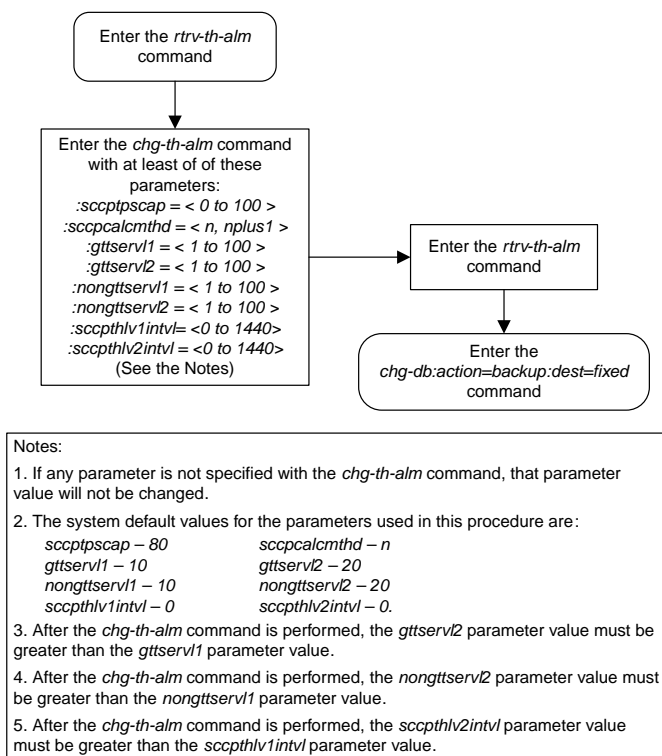 Enter the rtrv-th-alm
command
Enter the chg-th-alm command
with at least of of these
parameters:
:sccptpscap = < 0 to 100 >
:sccpcalcmthd = < n, nplus1 >
:gttservl1 = < 1 to 100 >
:gttservl2 = < 1 to 100 >
:nongttservl1 = < 1 to 100 >
:nongttservl2 = < 1 to 100 >
:sccpthlv1intvl= <0 to 1440>
:sccpthlv2intvl = <0 to 1440>
(See the Notes)
Enter the rtrv-th-alm
command
Enter the
chg-db:action=backup:dest=fixed
command
Notes:
1. If any parameter is not specified with the chg-th-alm command, that parameter
value will not be changed.
2. The system default values for the parameters used in this procedure are:
sccptpscap – 80 sccpcalcmthd – n
gttservl1 – 10 gttservl2 – 20
nongttservl1 – 10 nongttservl2 – 20
sccpthlv1intvl – 0 sccpthlv2intvl – 0.
3. After the chg-th-alm command is performed, the gttservl2 parameter value must be
greater than the gttservl1 parameter value.
4. After the chg-th-alm command is performed, the nongttservl2 parameter value must
be greater than the nongttservl1 parameter value.
5. After the chg-th-alm command is performed, the sccpthlv2intvl parameter value
must be greater than the sccpthlv1intvl parameter value.